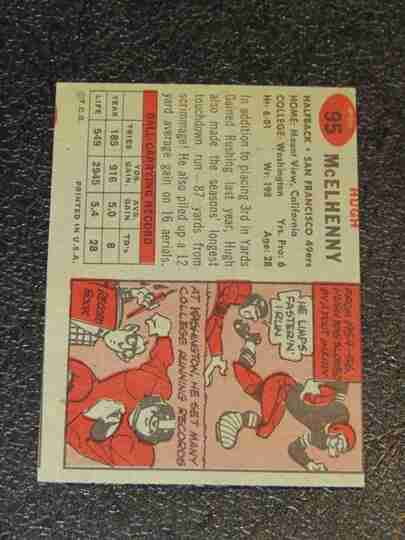 95
HUGH
McELHENNY
HALFBACK • SAN FRANCISCO 49ers
HOME: Mount View, California
COLLEGE: Washington Yrs. Pro: 6
Ht: 6-01 Wt: 198 Age: 28
In addition to placing 3rd in Yards
Gained Rushing last year, Hugh
also made the seasons' longest
touchdown run—87 yards from
scrimmage! He also piled up a 12
yard average gain on 16 aerials.
BALL CARRYING RECORD
TRIES YDS. GAIN AVG. GAIN TD's
YEAR 185 916 5.0 8
LIFE 549 2945 5.4 28
©T.C.G. PRINTED IN U.S.A.
HE LIMPS
FASTER'N
I RUN!
RECORD
BOOK
AT WASHINGTON, HE SET MANY
COLLEGE RUNNING RECORDS